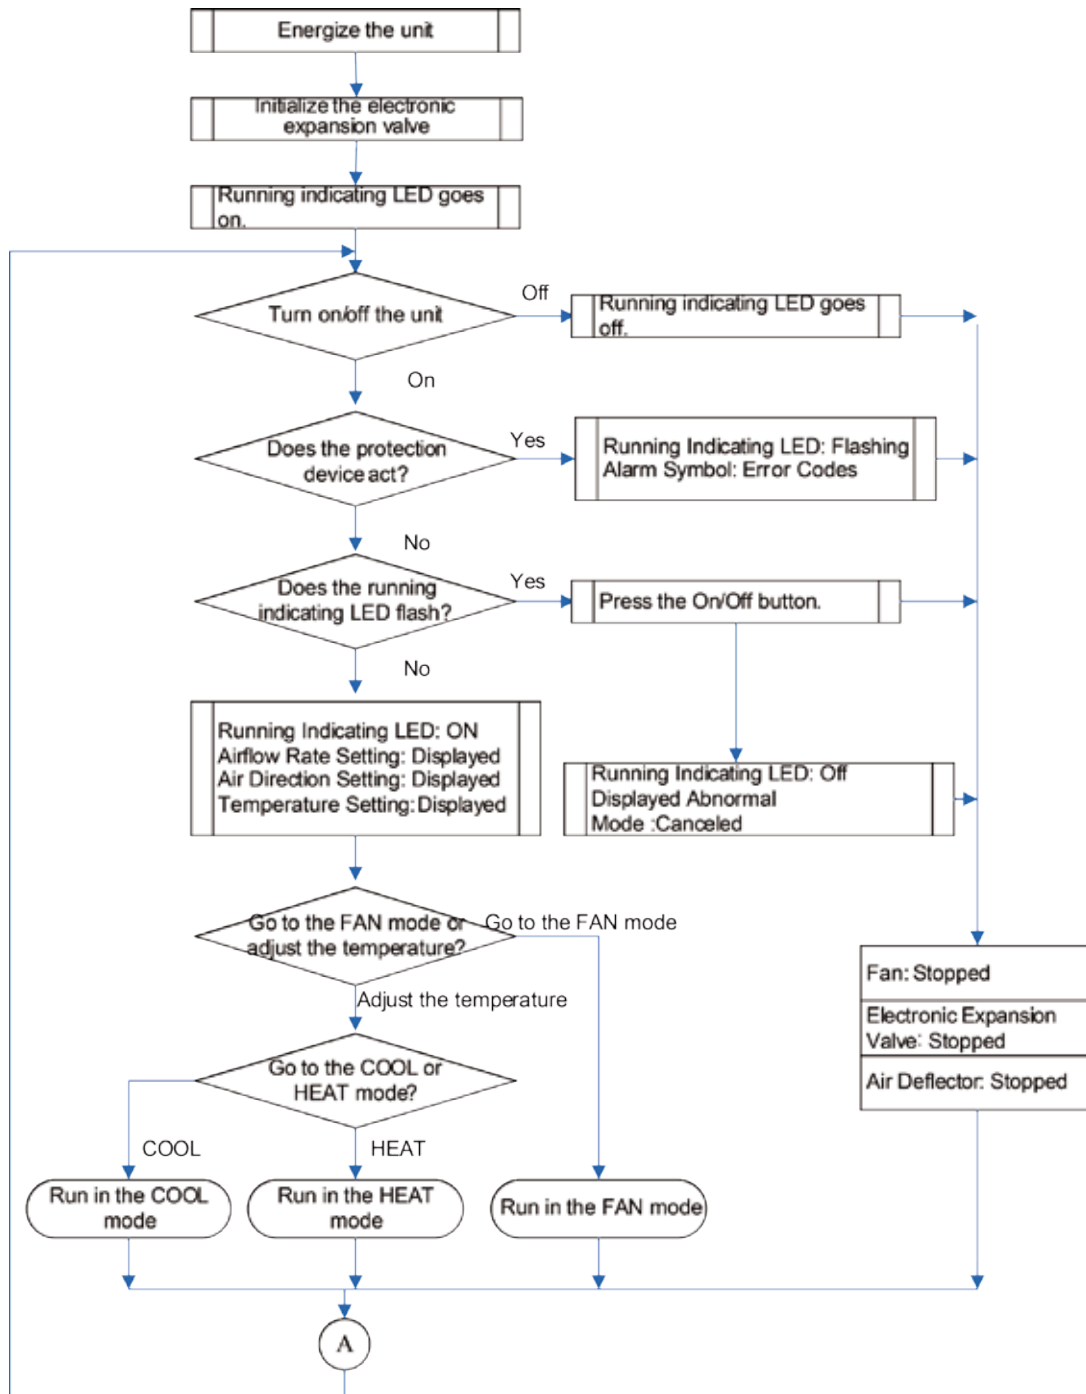 Energize the unit
Initialize the electronic
expansion valve
Running indicating LED goes
on.
Turn on/off the unit
Off
Running indicating LED goes
off.
On
Does the protection
device act?
Yes
Running Indicating LED: Flashing
Alarm Symbol: Error Codes
No
Does the running
indicating LED flash?
Yes
Press the On/Off button.
No
Running Indicating LED: ON
Airflow Rate Setting: Displayed
Air Direction Setting: Displayed
Temperature Setting: Displayed
Running Indicating LED: Off
Displayed Abnormal
Mode :Canceled
Go to the FAN mode or
adjust the temperature?
Go to the FAN mode
Adjust the temperature
Fan: Stopped
Electronic Expansion
Valve: Stopped
Air Deflector: Stopped
Go to the COOL or
HEAT mode?
COOL
HEAT
Run in the COOL
mode
Run in the HEAT
mode
Run in the FAN mode
A